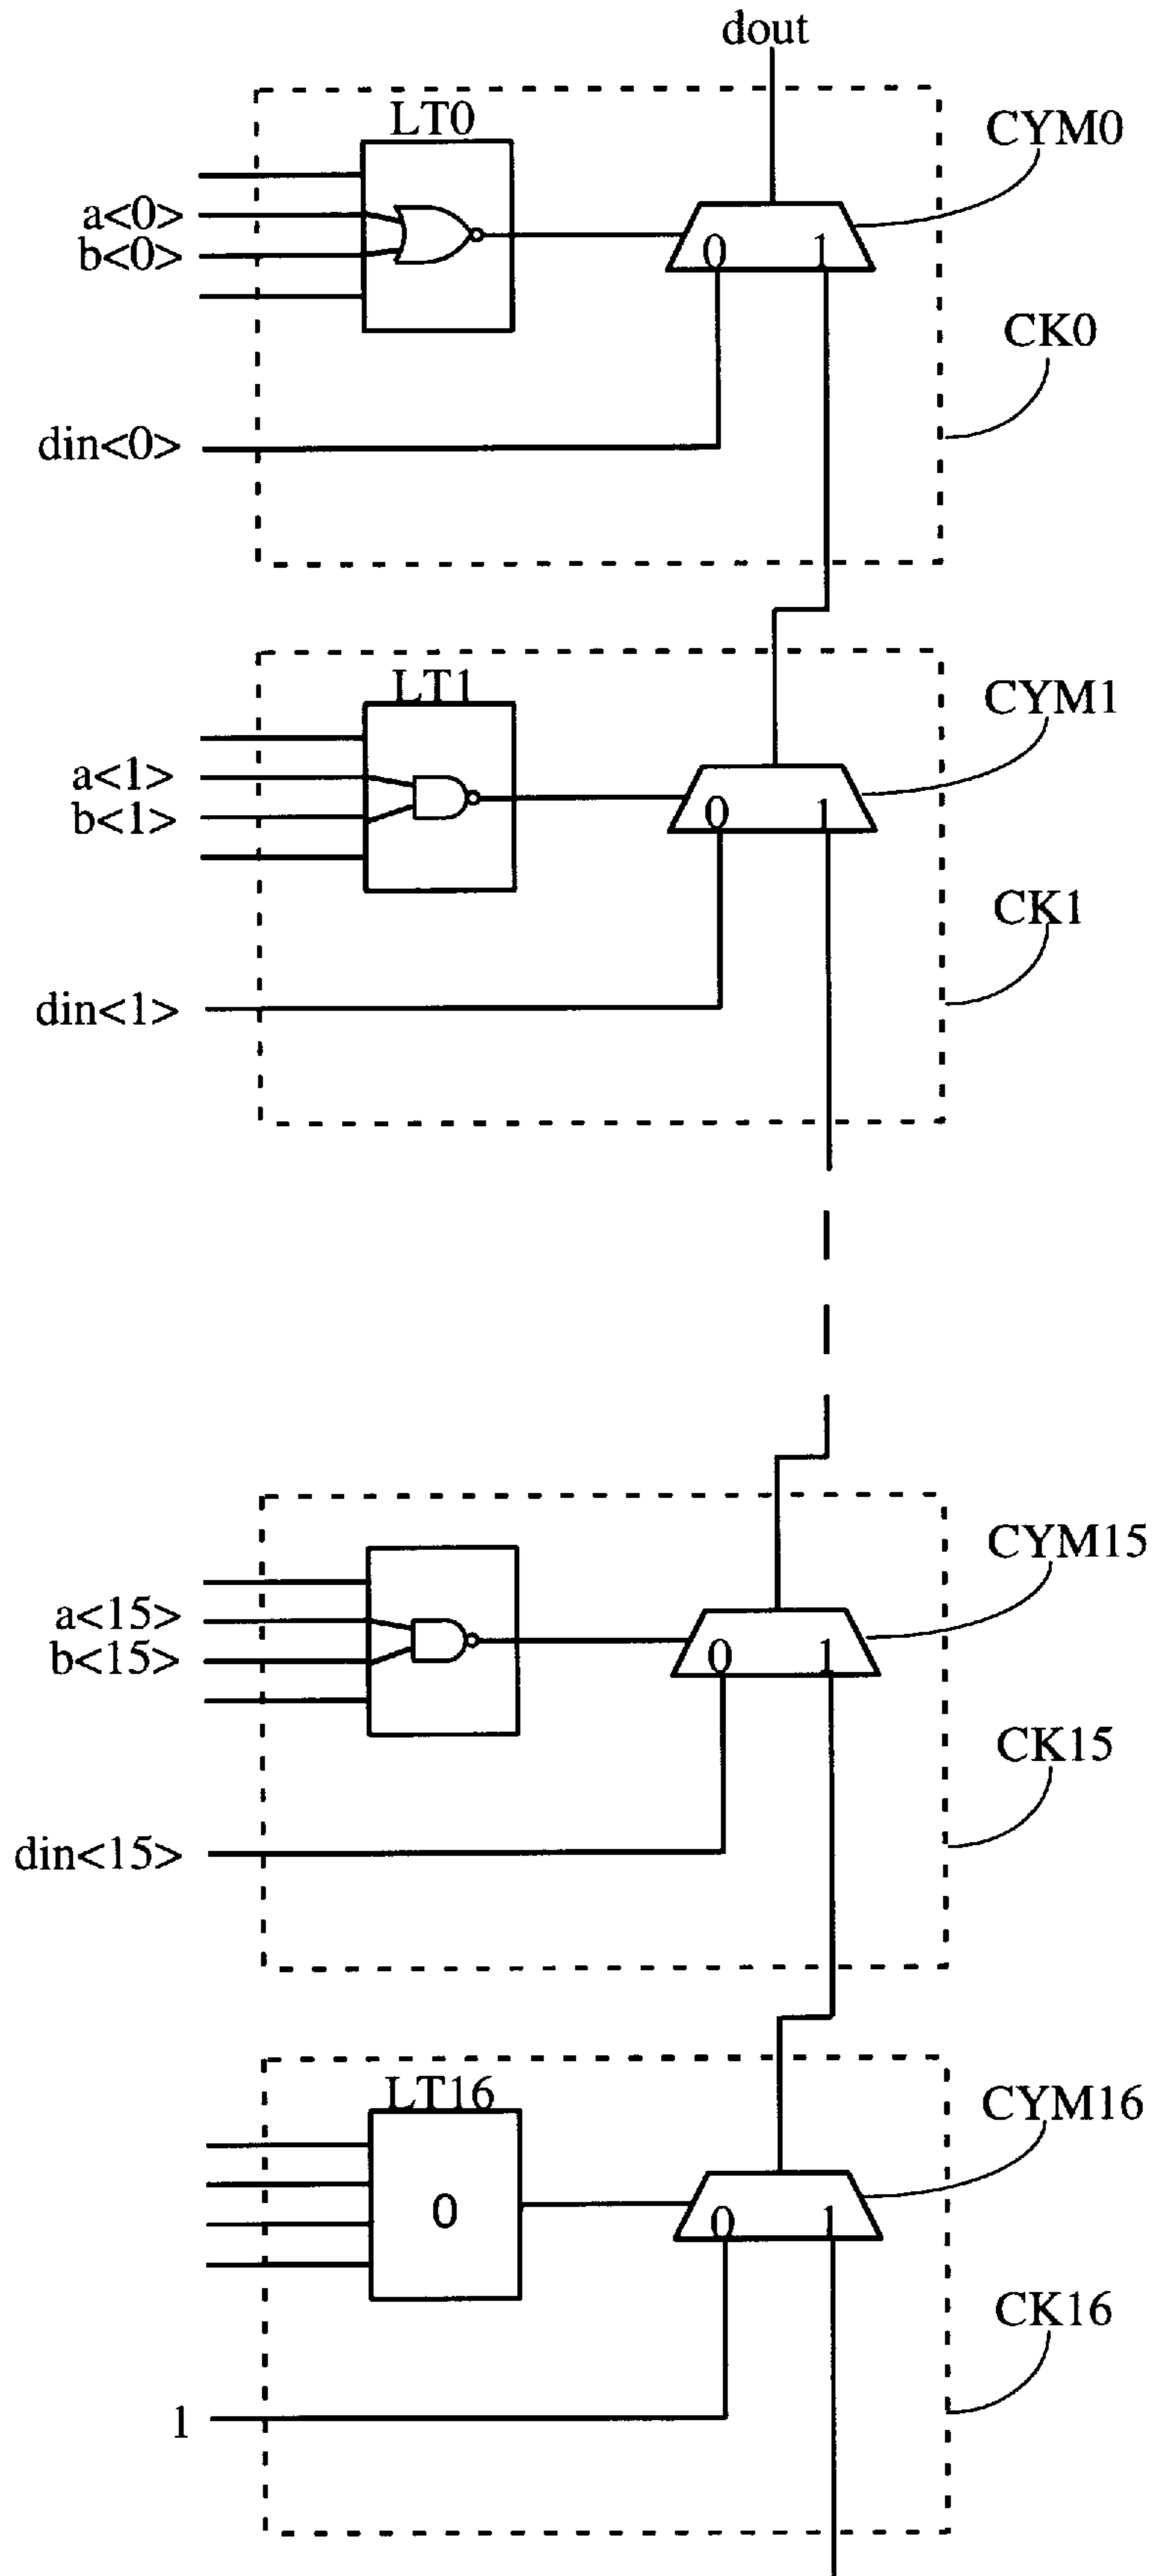 dout
LT0
CYM0
a<0>
b<0>
0 1
CK0
din<0>
LT1
CYM1
a<1>
b<1>
0 1
CK1
din<1>
CYM15
a<15>
b<15>
0 1
CK15
din<15>
LT16
CYM16
0
0 1
CK16
1